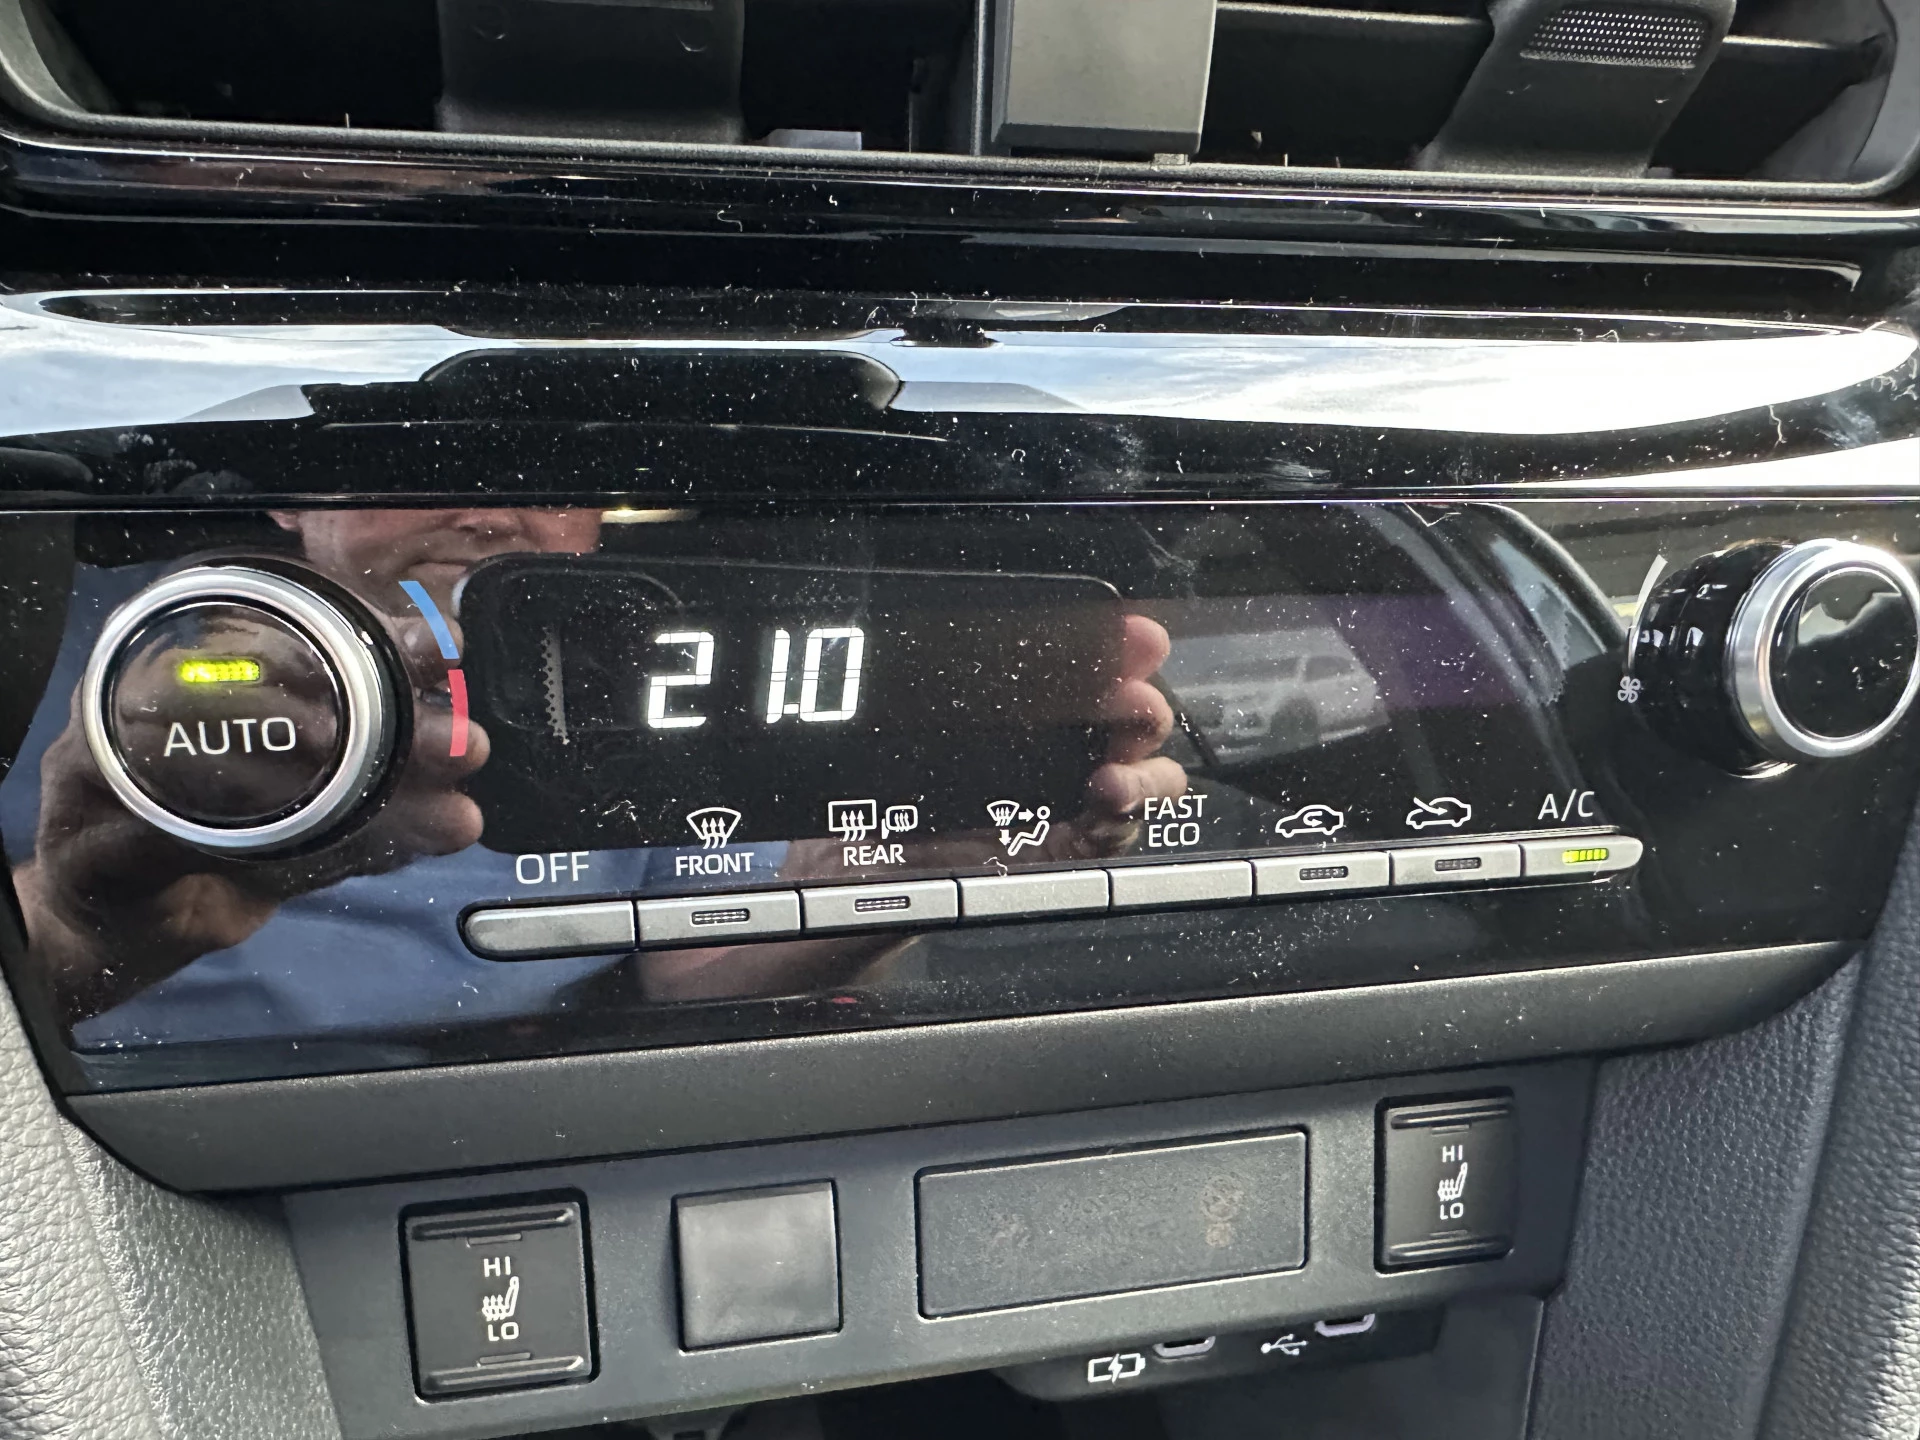 21.0
AUTO
OFF
FRONT
REAR
FAST
ECO
A/C
HI
LO
HI
LO